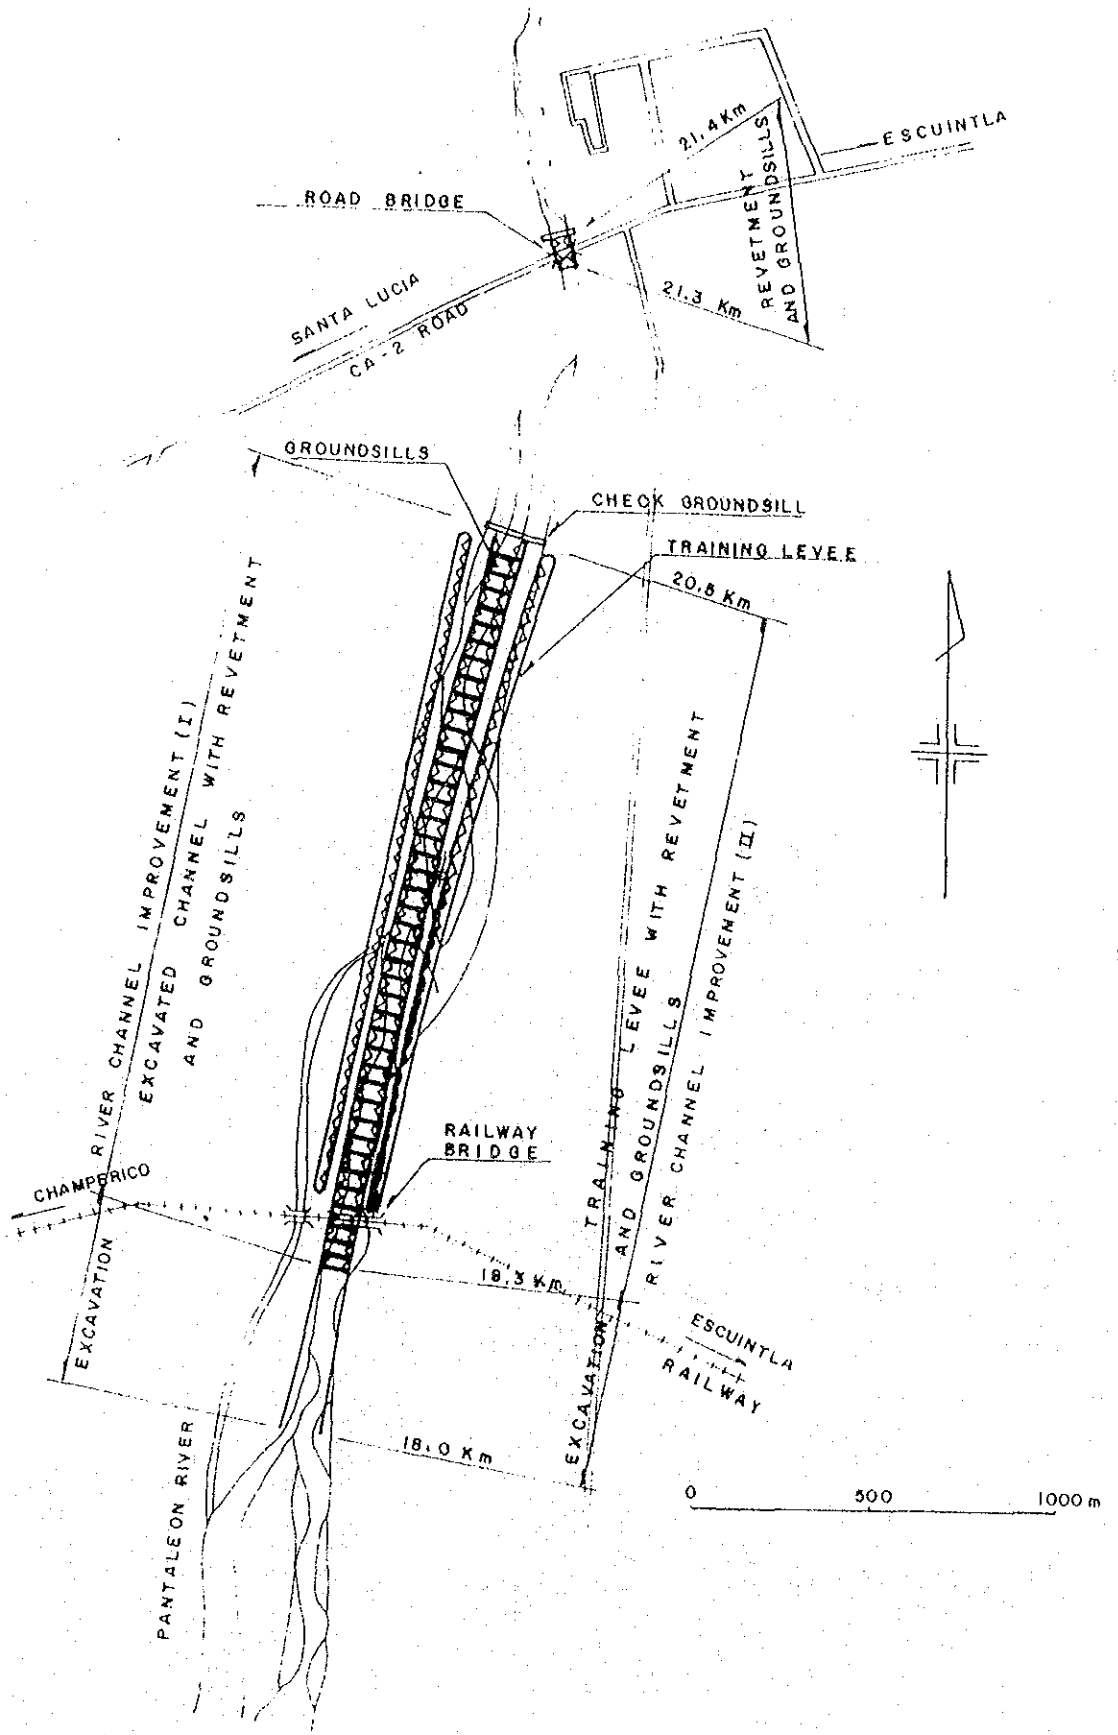 21.4 Km
ESCUINTLA
ROAD BRIDGE
REVETMENT
AND GROUNDSILLS
SANTA LUCIA
CA-2 ROAD
21.3 Km
GROUNDSILLS
CHECK GROUNDSILL
TRAINING LEVEE
20.5 Km
RIVER CHANNEL IMPROVEMENT (I)
EXCAVATED CHANNEL WITH REVETMENT
AND GROUNDSILLS
TRAINING LEVEE WITH REVETMENT
AND GROUNDSILLS
RIVER CHANNEL IMPROVEMENT (II)
RAILWAY
BRIDGE
CHAMPERICO
EXCAVATION
18.3 Km
EXCAVATION
ESCUINTLA
RAILWAY
18.0 Km
PANTALEON RIVER
0 500 1000 m